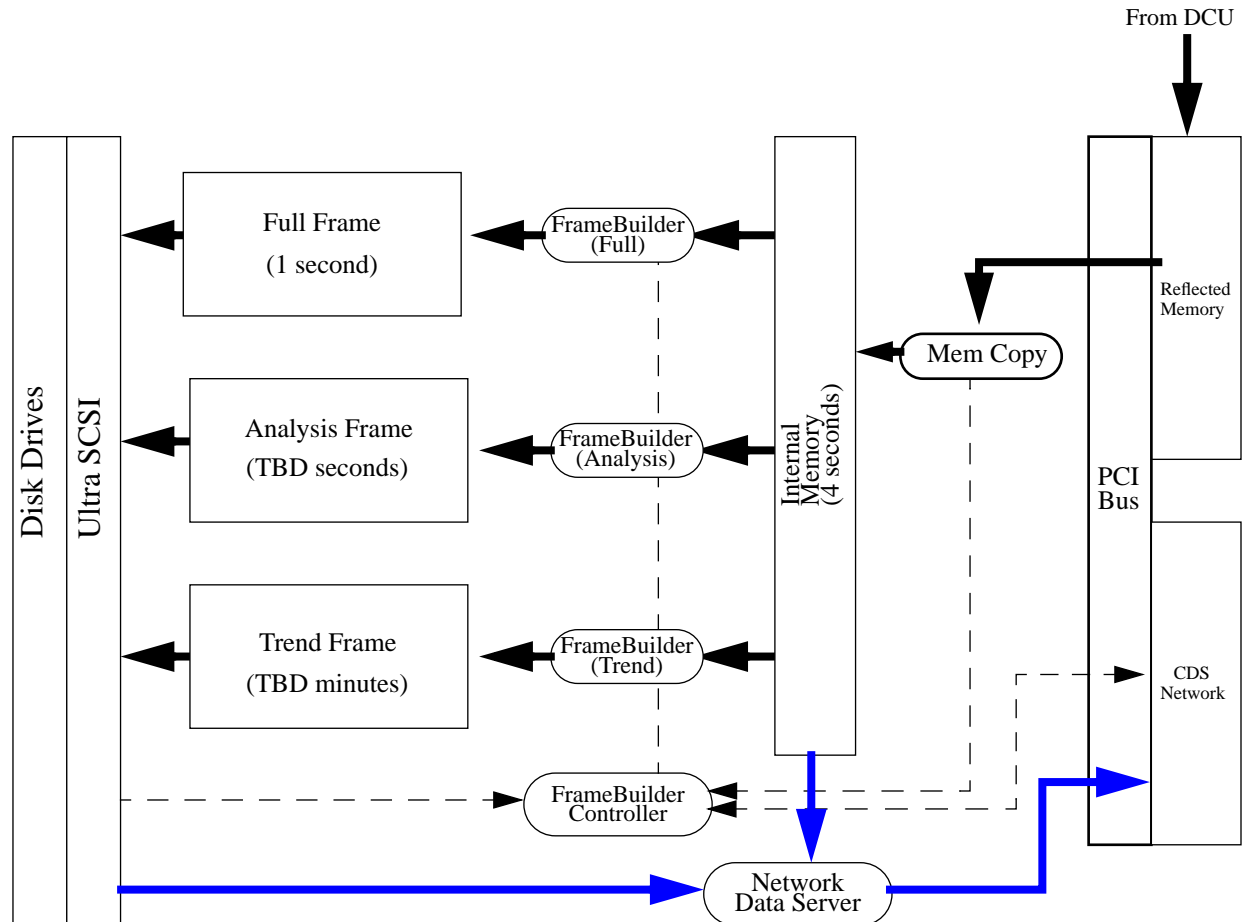 From DCU
Full Frame
(1 second)
FrameBuilder
(Full)
Reflected
Memory
Mem Copy
Disk Drives
Ultra SCSI
Analysis Frame
(TBD seconds)
FrameBuilder
(Analysis)
Internal
Memory
(4 seconds)
PCI
Bus
Trend Frame
(TBD minutes)
FrameBuilder
(Trend)
CDS
Network
FrameBuilder
Controller
Network
Data Server